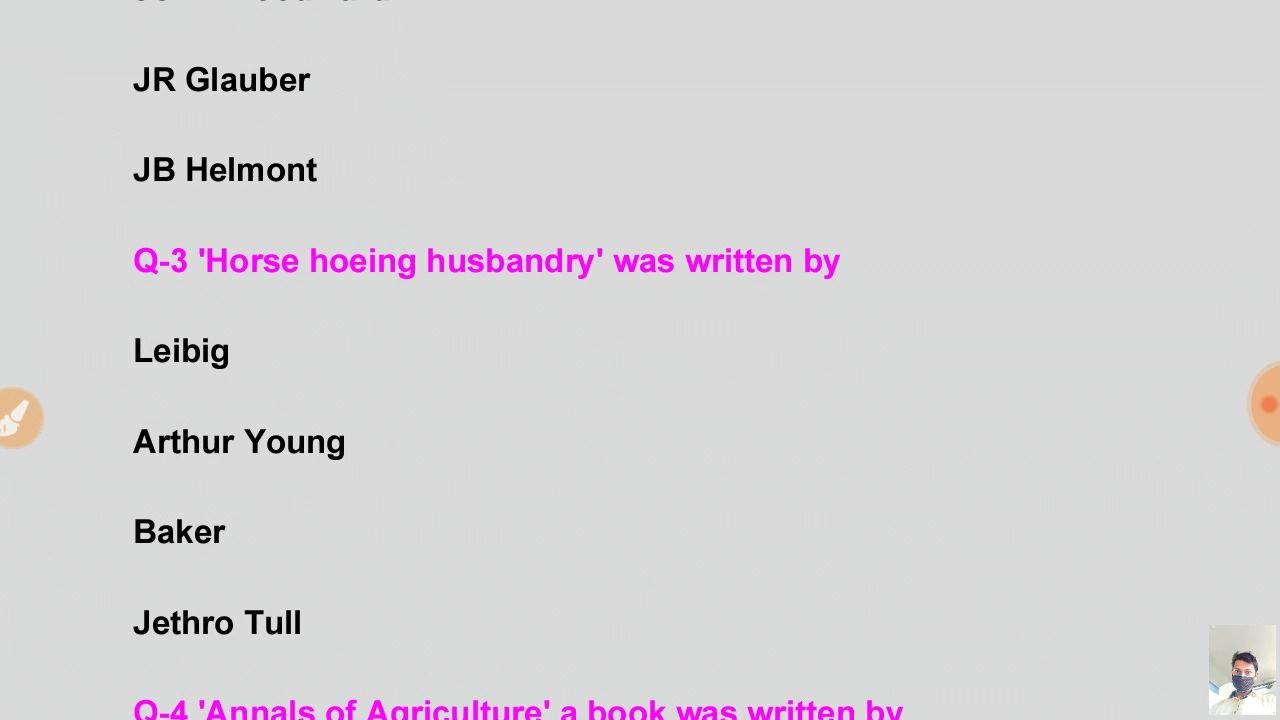 JR Glauber
JB Helmont
Q-3 'Horse hoeing husbandry' was written by
Leibig
Arthur Young
Baker
Jethro Tull
Q-4 'Annals of Agriculture' a book was written by